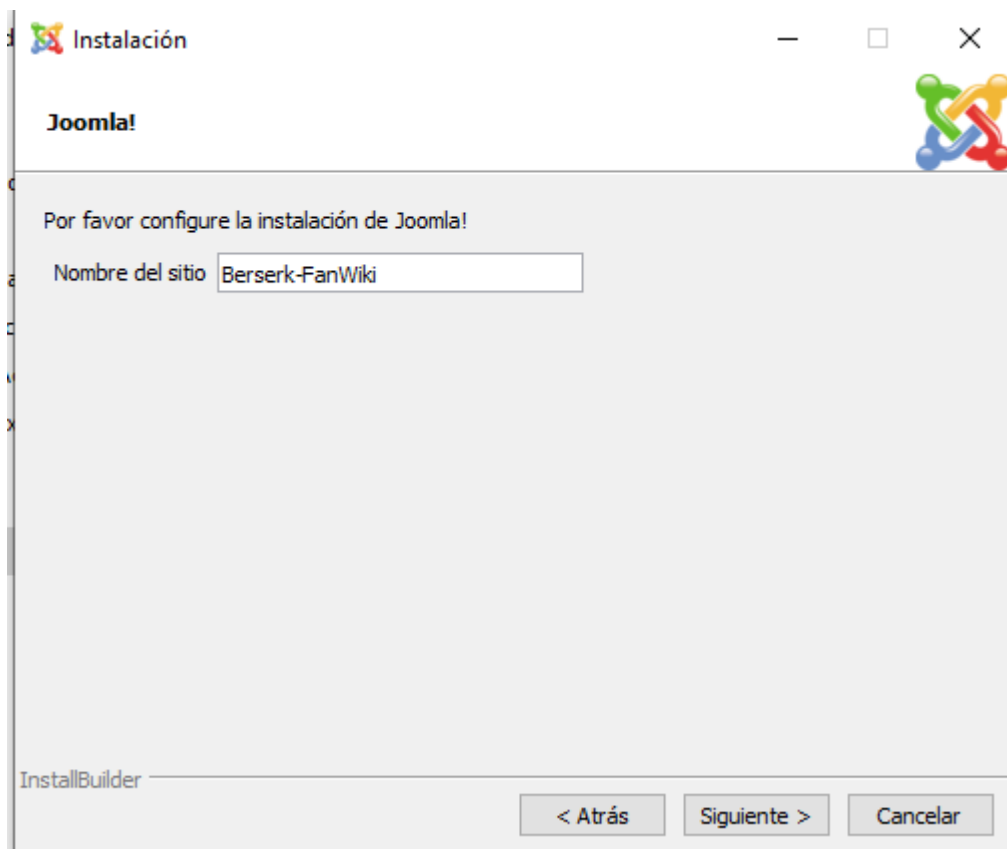 Instalación
Joomla!
Por favor configure la instalación de Joomla!
Nombre del sitio Berserk-FanWiki
InstallBuilder
< Atrás Siguiente > Cancelar